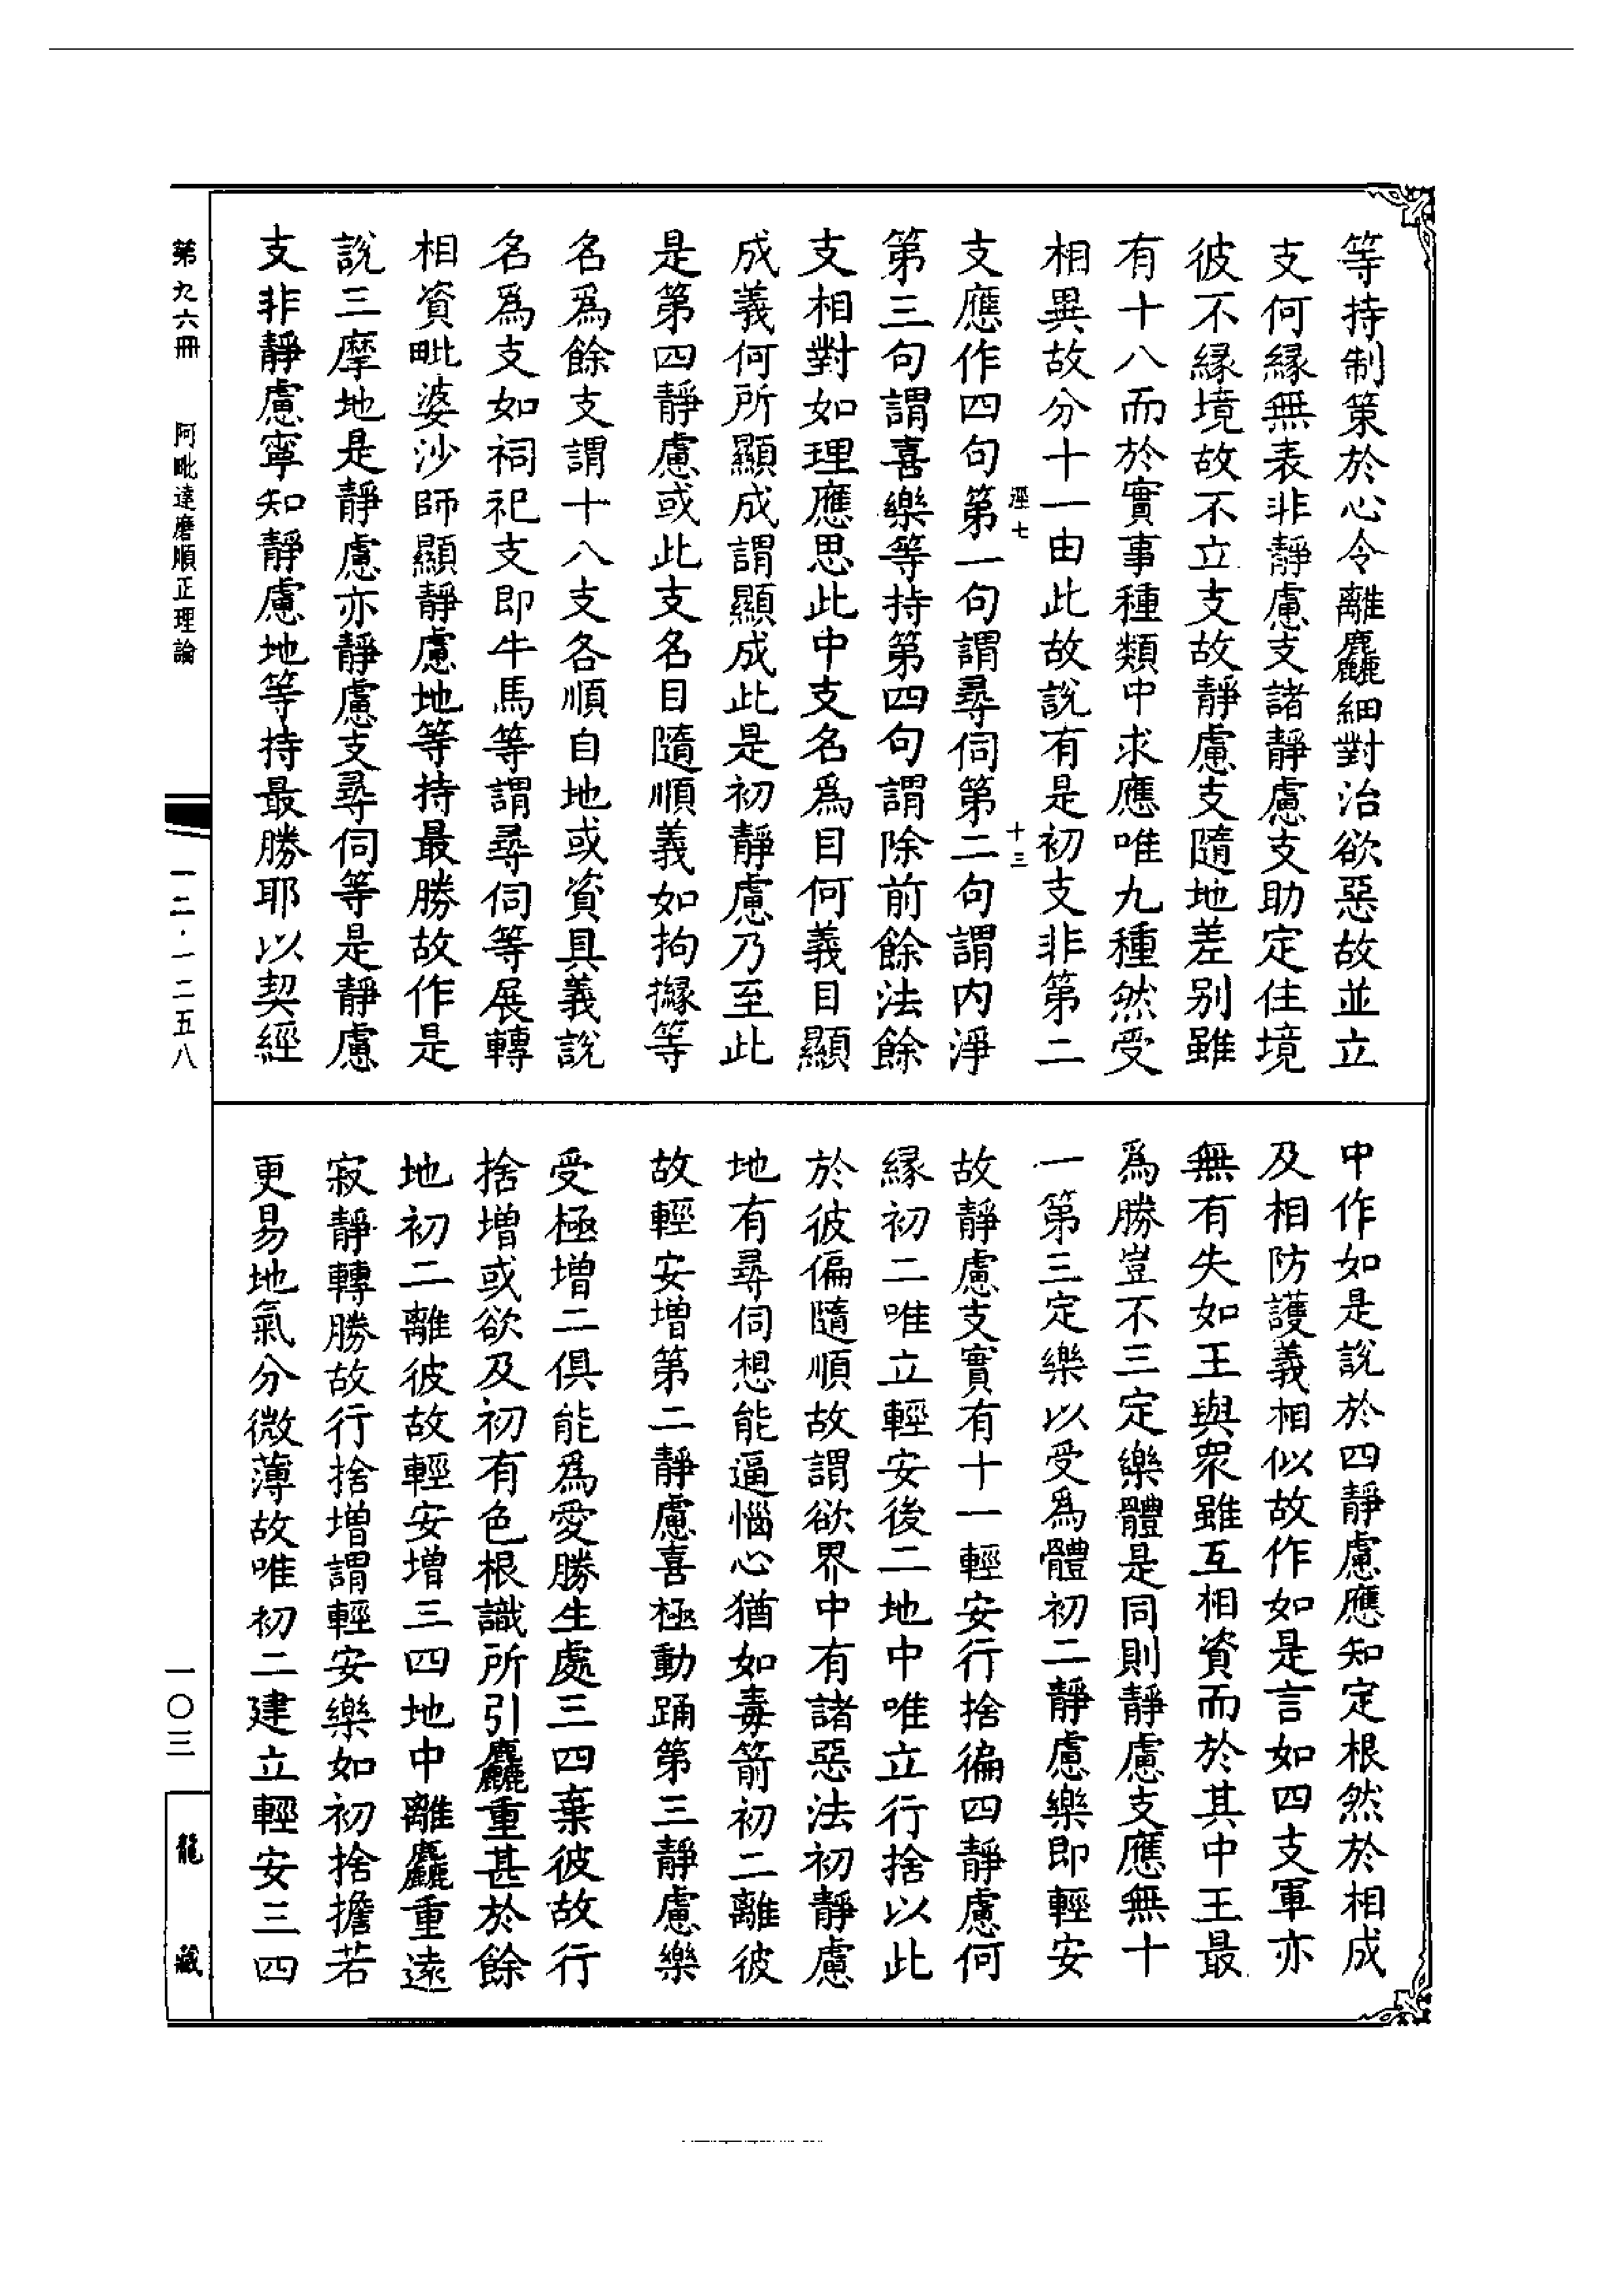 等持制策於心令離麤細對治欲惡故並立
支何縁無表非靜慮支諸靜慮支助定住境
彼不縁境故不立支故靜慮支隨地差别雖
有十八而於實事種類中求應唯九種然受
相異故分十一由此故說有是初支非第二
支應作四句第一句謂尋伺第二句謂内淨
第三句謂喜樂等持第四句謂除前餘法餘
支相對如理應思此中支名爲目何義目顯
成義何所顯成謂顯成此是初靜慮乃至此
是第四靜慮或此支名目隨順義如拘櫞等
名爲餘支謂十八支各順自地或資具義說
名爲支如祠祀支即牛馬等謂尋伺等展轉
相資毗婆沙師顯靜慮地等持最勝故作是
說三摩地是靜慮亦靜慮支尋伺等是靜慮
支非靜慮寧知靜慮地等持最勝耶以契經
十三
中作如是說於四靜慮應知定根然於相成
及相防護義相似故作如是言如四支軍亦
無有失如王與衆雖互相資而於其中王最
爲勝豈不三定樂體是同則靜慮支應無十
一第三定樂以受爲體初二靜慮樂即輕安
故靜慮支實有十一輕安行捨徧四靜慮何
縁初二唯立輕安後二地中唯立行捨以此
於彼偏隨順故謂欲界中有諸惡法初靜慮
地有尋伺想能逼惱心猶如毒箭初二離彼
故輕安增第二靜慮喜極動踊第三靜慮樂
受極增二俱能爲愛勝生處三四棄彼故行
捨增或欲及初有色根識所引麤重甚於餘
地初二離彼故輕安增三四地中離麤重遠
寂靜轉勝故行捨增謂輕安樂如初捨擔若
更易地氣分微薄故唯初二建立輕安三四
第九六冊 阿毗達磨順正理論
一二·一二五八
一〇三
龍藏